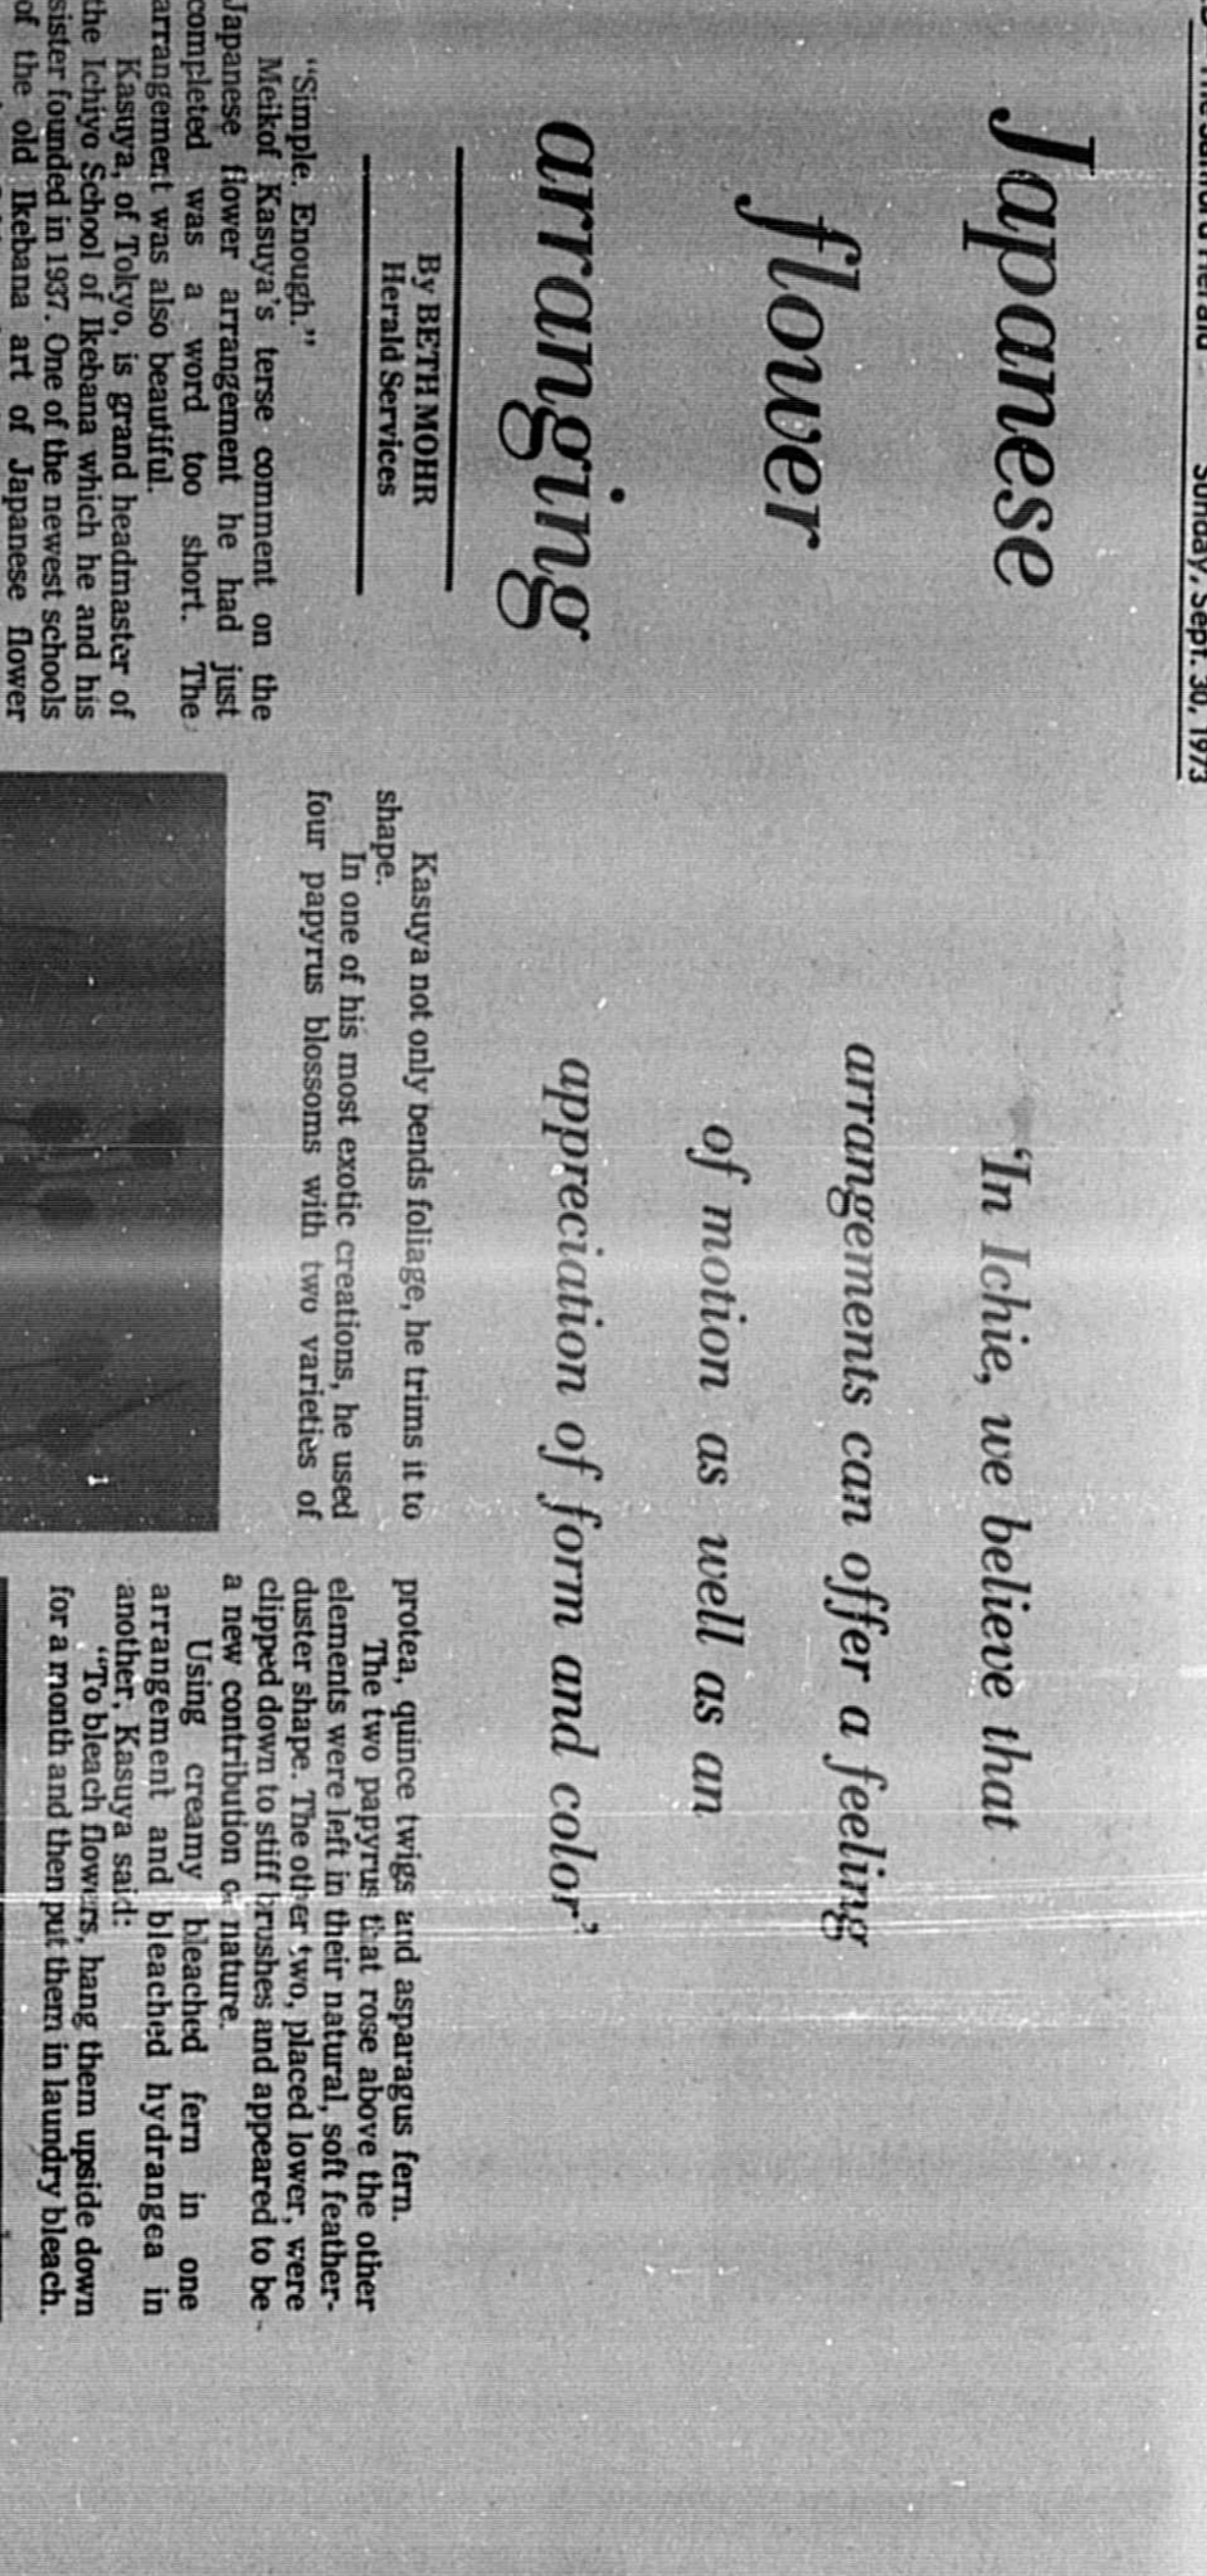 The Sanford Herald Sunday, Sept. 30, 1973
Japanese
flower
arranging
By BETH MOHR
Herald Services
"Simple. Enough."
Meikof Kasuya's terse comment on the
Japanese flower arrangement he had just
completed was a word too short. The
arrangement was also beautiful.
Kasuya, of Tokyo, is grand headmaster of
the Ichiyo School of Ikebana which he and his
sister founded in 1937. One of the newest schools
of the old Ikebana art of Japanese flower
'In Ichie, we believe that
arrangements can offer a feeling
of motion as well as an
appreciation of form and color'
Kasuya not only bends foliage, he trims it to
shape.
In one of his most exotic creations, he used
four papyrus blossoms with two varieties of
protea, quince twigs and asparagus fern.
The two papyrus that rose above the other
elements were left in their natural, soft feather-
duster shape. The other two, placed lower, were
clipped down to stiff brushes and appeared to be
a new contribution of nature.
Using creamy bleached fern in one
arrangement and bleached hydrangea in
another, Kasuya said:
"To bleach flowers, hang them upside down
for a month and then put them in laundry bleach.